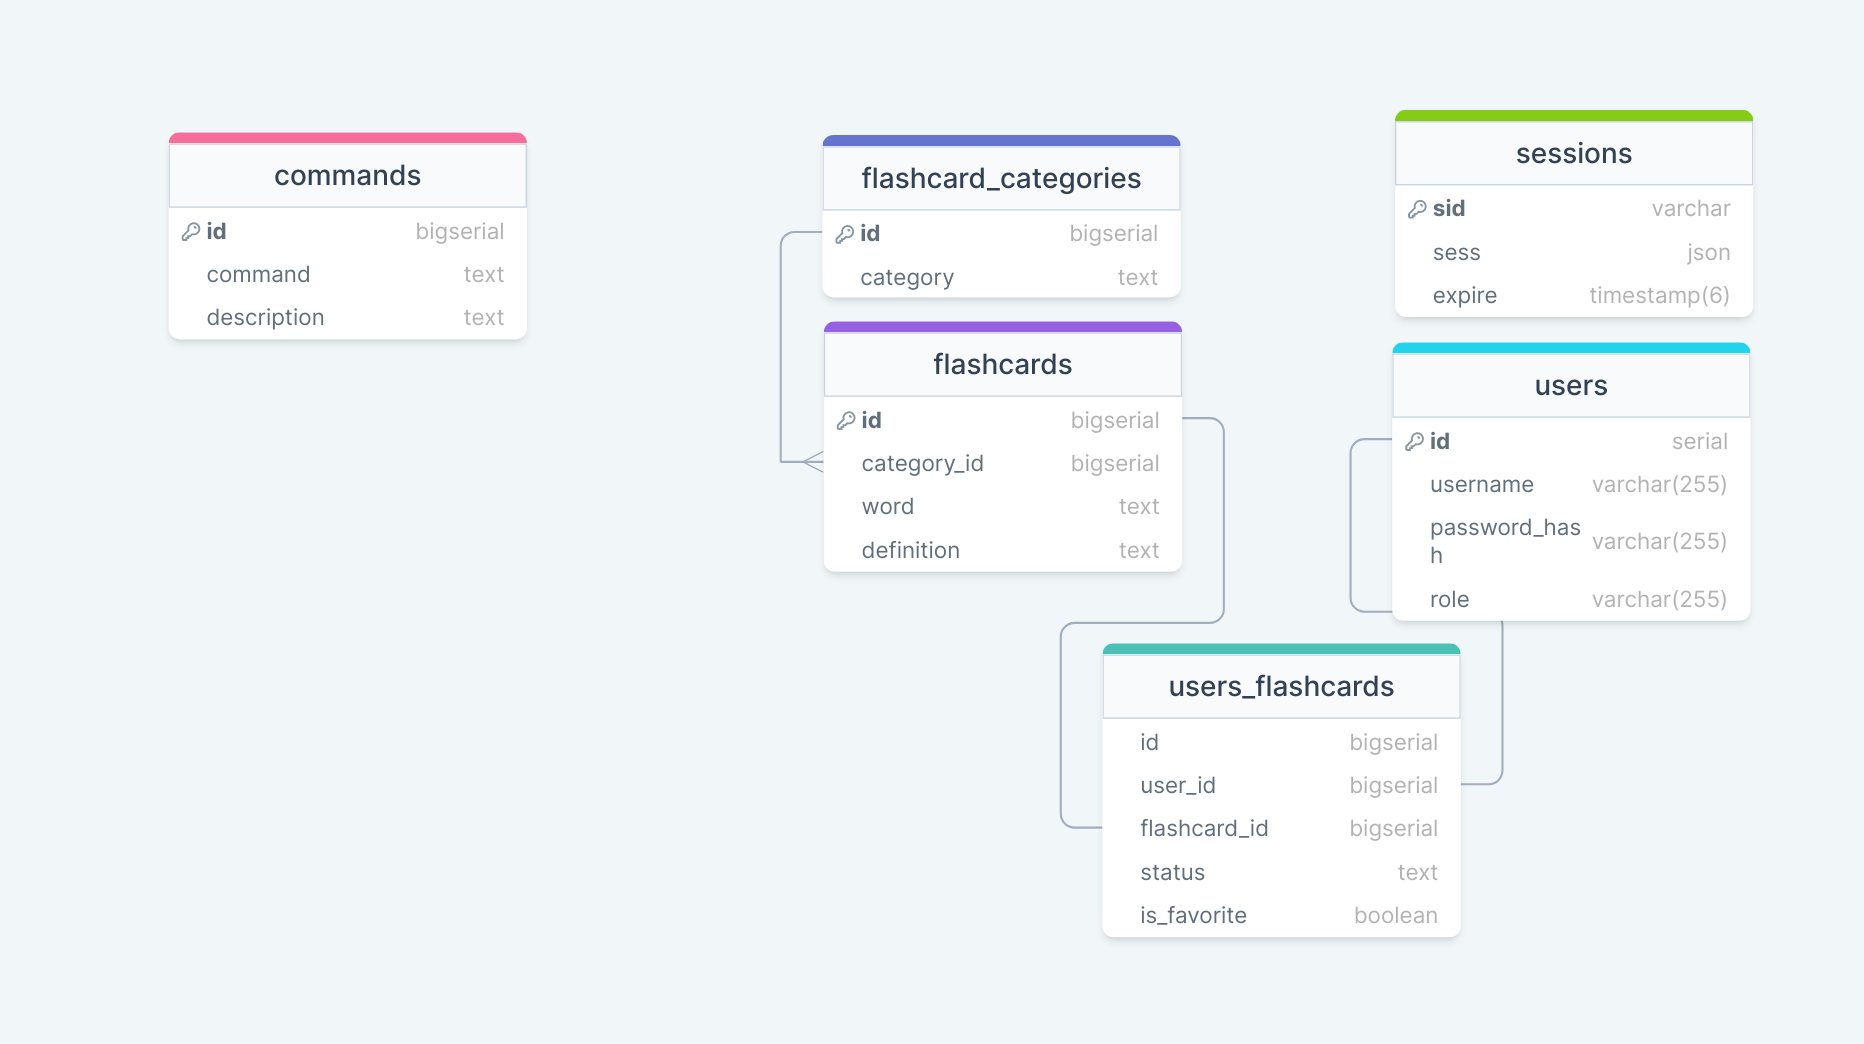 commands
id bigserial
command text
description text
flashcard_categories
id bigserial
category text
flashcards
id bigserial
category_id bigserial
word text
definition text
sessions
sid varchar
sess json
expire timestamp(6)
users
id serial
username varchar(255)
password_has
h varchar(255)
role varchar(255)
users_flashcards
id bigserial
user_id bigserial
flashcard_id bigserial
status text
is_favorite boolean